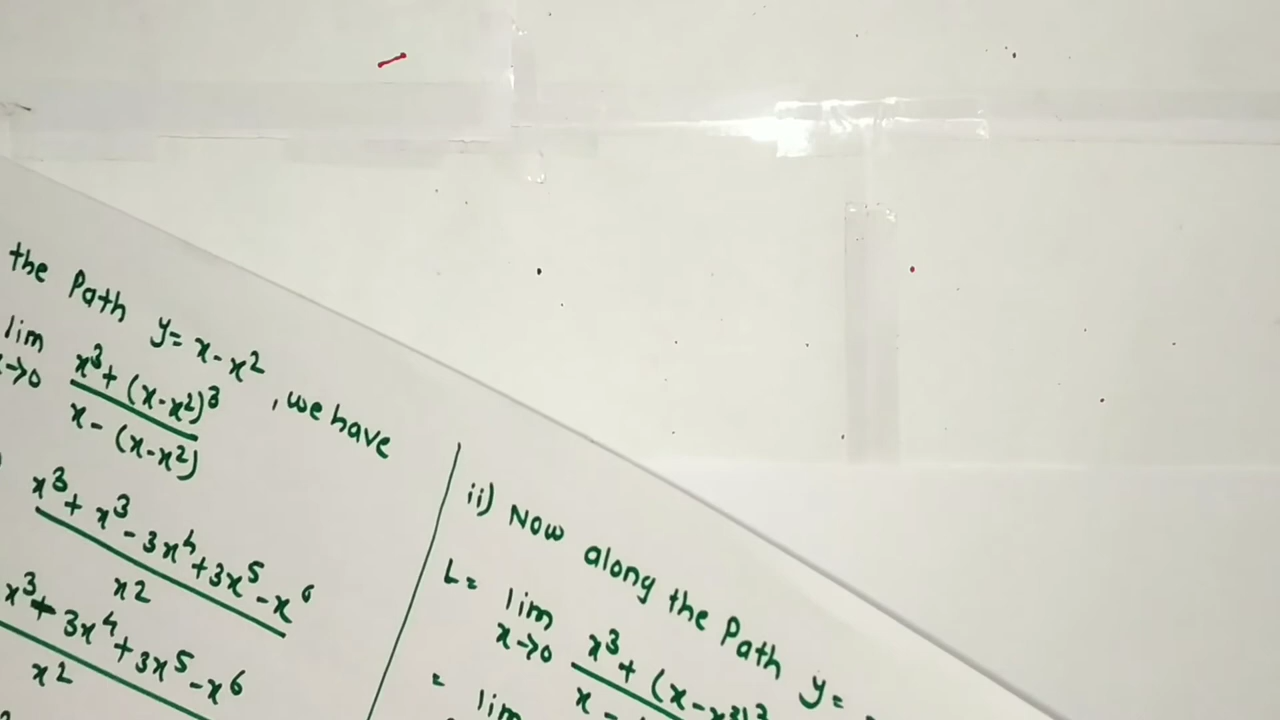 the Path y = x - x², we have
lim x→0 x³ + (x-x²)³ / x - (x-x²)
x³ + x³ - 3x⁴ + 3x⁵ - x⁶ / x2
x³ - 3x⁴ + 3x⁵ - x⁶ / x2
ii) Now along the Path y =
L = lim x→0 x³ + (x - x³)³ / x -
= lim